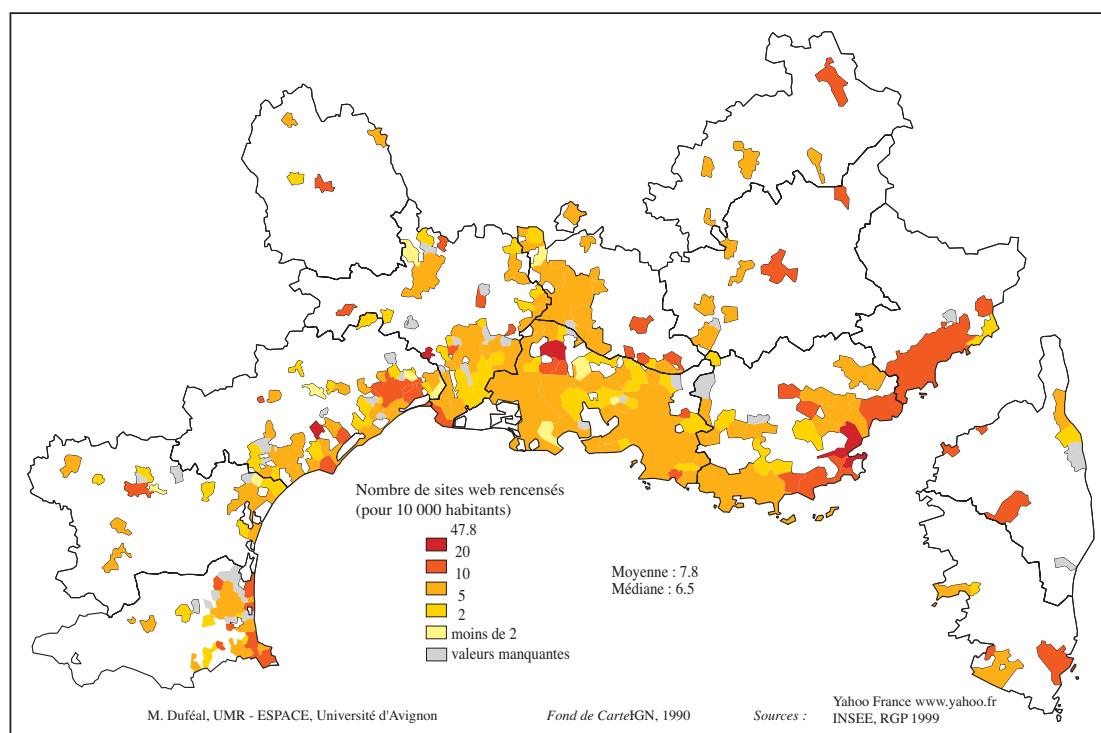 Nombre de sites web rencensés
(pour 10 000 habitants)
47.8
20
10
5
2
moins de 2
valeurs manquantes
Moyenne : 7.8
Médiane : 6.5
M. Duféal, UMR - ESPACE, Université d'Avignon
Fond de Carte IGN, 1990
Sources :
Yahoo France www.yahoo.fr
INSEE, RGP 1999